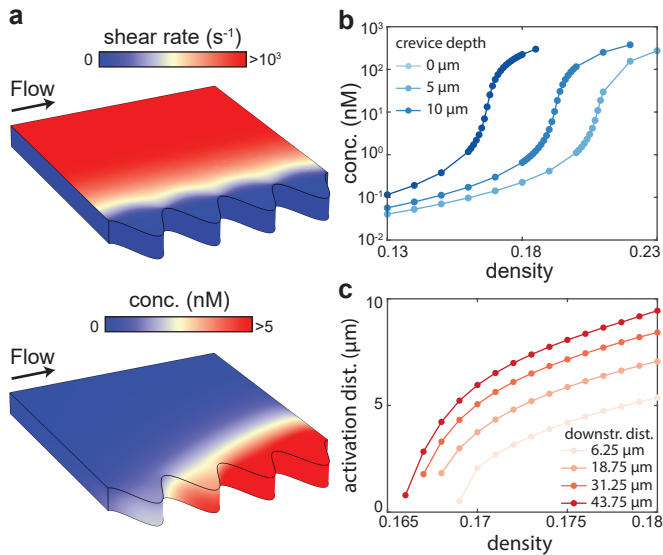 a
shear rate (s⁻¹)
0
>10³
Flow
conc. (nM)
0
>5
Flow
b
crevice depth
0 µm
5 µm
10 µm
10³
10²
10¹
10⁰
10⁻¹
10⁻²
conc. (nM)
0.13
0.18
0.23
density
c
10
5
0
activation dist. (µm)
downstr. dist.
6.25 µm
18.75 µm
31.25 µm
43.75 µm
0.165
0.17
0.175
0.18
density